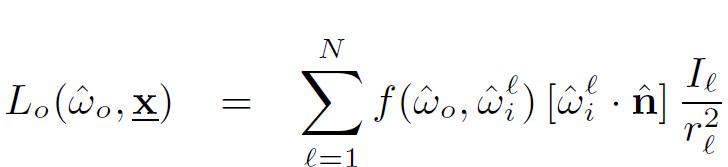 L_o(\hat{\omega}_o, \underline{\mathbf{x}}) = \sum_{\ell=1}^{N} f(\hat{\omega}_o, \hat{\omega}_i^{\ell}) [\hat{\omega}_i^{\ell} \cdot \hat{\mathbf{n}}] \frac{I_{\ell}}{r_{\ell}^2}